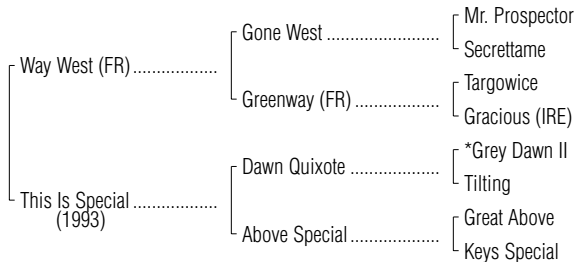 Mr. Prospector
Gone West ........................
Secrettame
Way West (FR) ..................
Targowice
Greenway (FR) ..................
Gracious (IRE)
*Grey Dawn II
Dawn Quixote ...................
Tilting
This Is Special ..................
(1993)
Great Above
Above Special ...................
Keys Special